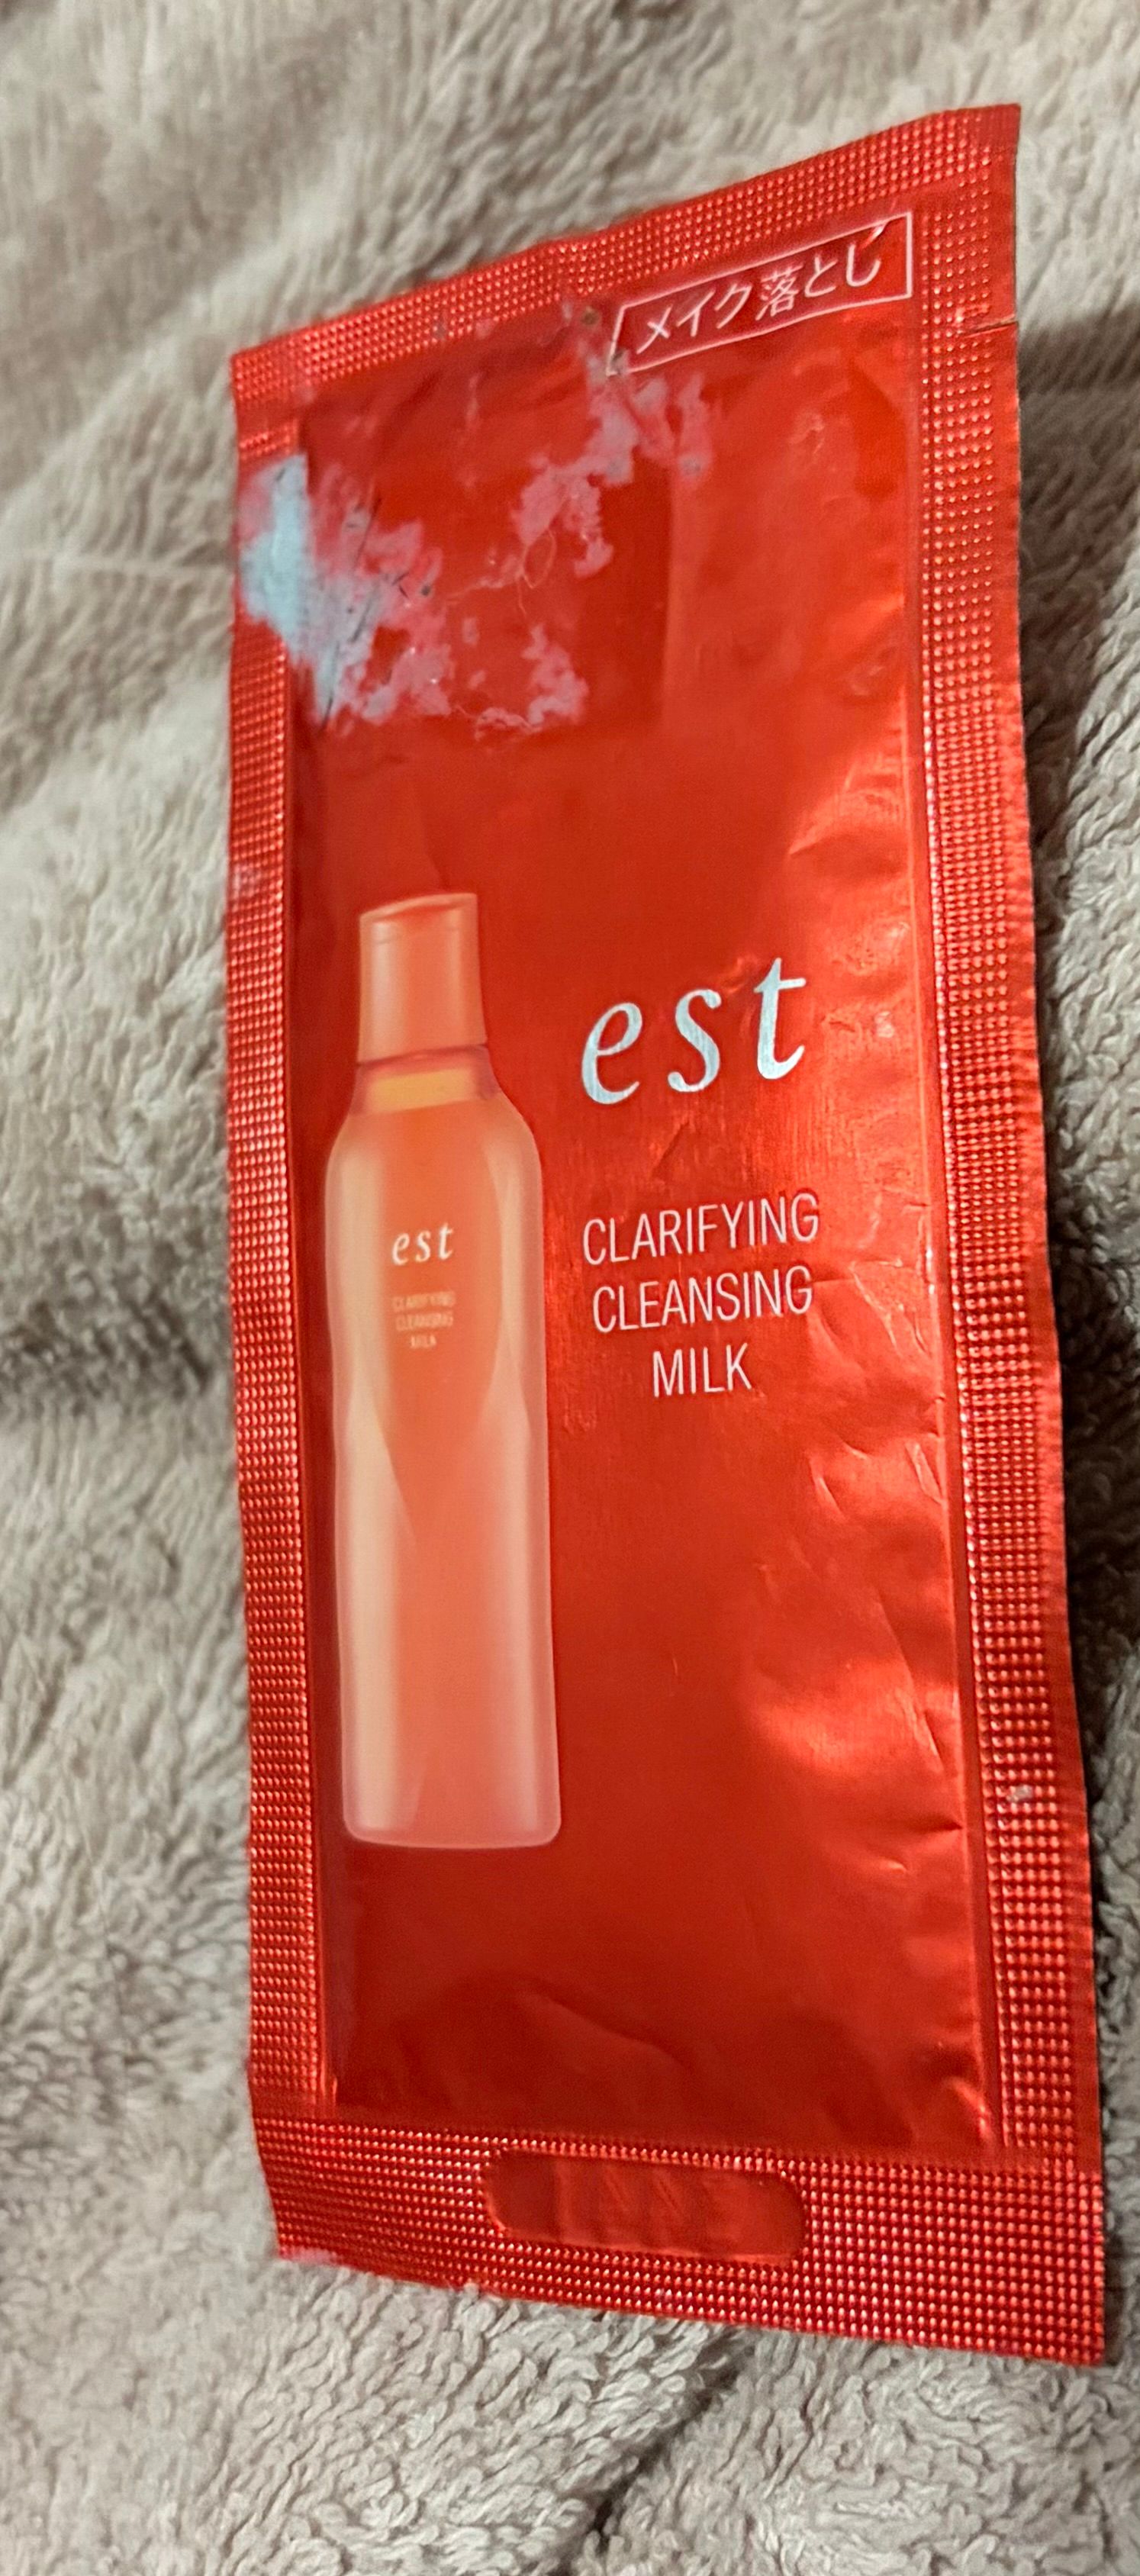 メイク落とし
est
CLARIFYING
CLEANSING
MILK
est
CLARIFYING
CLEANSING
MILK